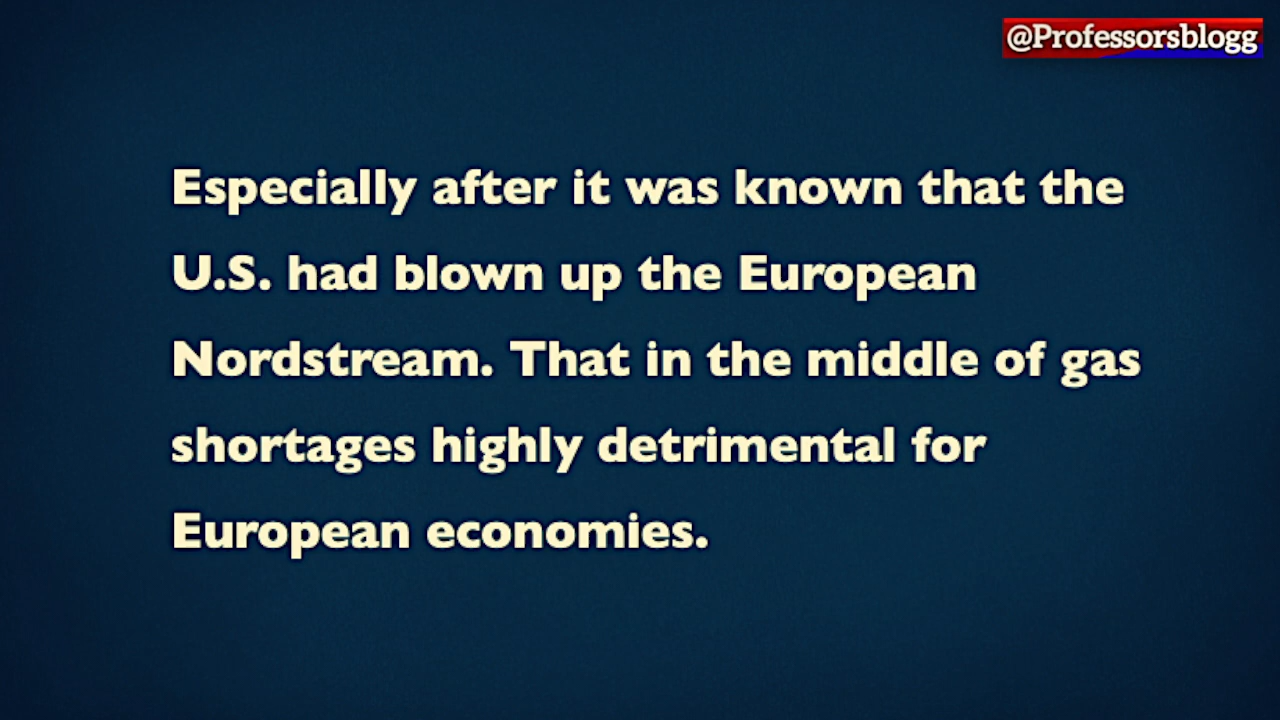 @Professorsblogg
Especially after it was known that the
U.S. had blown up the European
Nordstream. That in the middle of gas
shortages highly detrimental for
European economies.